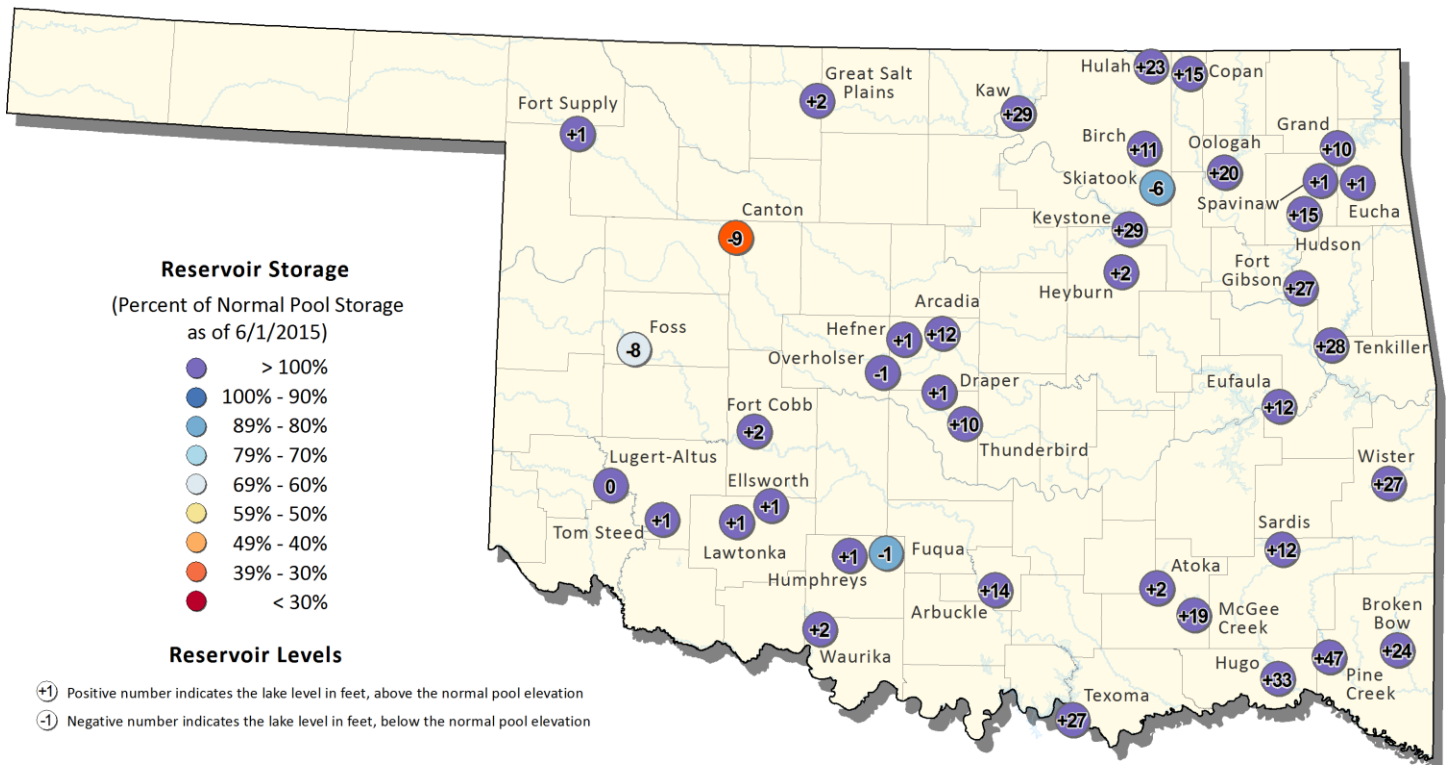 Hulah
+23
+15
Copan
Great Salt
Plains
+2
Kaw
+29
Fort Supply
+1
Birch
+11
Oologah
+20
Grand
+10
Skiatook
-6
Spavinaw
+1
+1
Eucha
+15
Hudson
Keystone
+29
Canton
-9
Heyburn
+2
Fort
Gibson
+27
Arcadia
+12
Hefner
+1
Overholser
-1
Foss
-8
+28
Tenkiller
Draper
+1
Eufaula
+12
Fort Cobb
+2
+10
Thunderbird
Lugert-Altus
0
Ellsworth
+1
Wister
+27
Tom Steed
+1
+1
Lawtonka
Sardis
+12
+1
Humphreys
-1
Fuqua
Atoka
+2
+14
Arbuckle
+19
McGee
Creek
Broken
Bow
+24
+2
Waurika
Hugo
+33
+47
Pine
Creek
Texoma
+27
Reservoir Storage
(Percent of Normal Pool Storage
as of 6/1/2015)
> 100%
100% - 90%
89% - 80%
79% - 70%
69% - 60%
59% - 50%
49% - 40%
39% - 30%
< 30%
Reservoir Levels
+1 Positive number indicates the lake level in feet, above the normal pool elevation
-1 Negative number indicates the lake level in feet, below the normal pool elevation